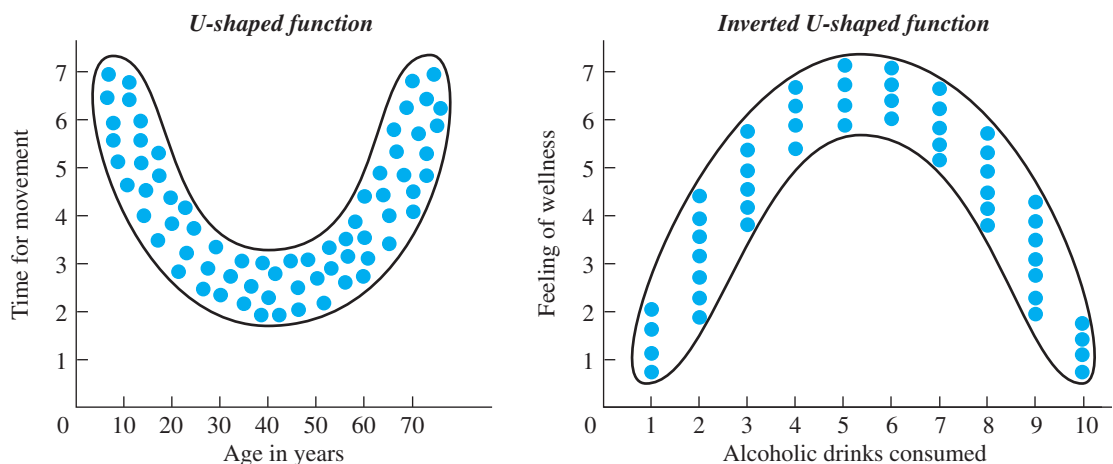 U-shaped function
7
6
5
4
3
2
1
0
10 20 30 40 50 60 70
Time for movement
Age in years
Inverted U-shaped function
7
6
5
4
3
2
1
0
1 2 3 4 5 6 7 8 9 10
Feeling of wellness
Alcoholic drinks consumed